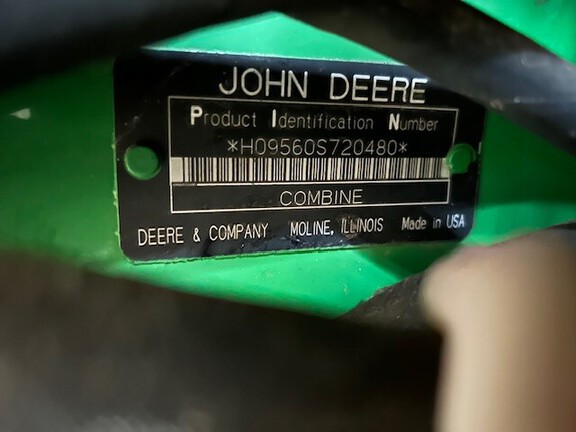 JOHN DEERE
Product Identification Number
*H09560S720480*
COMBINE
DEERE & COMPANY MOLINE, ILLINOIS Made in USA